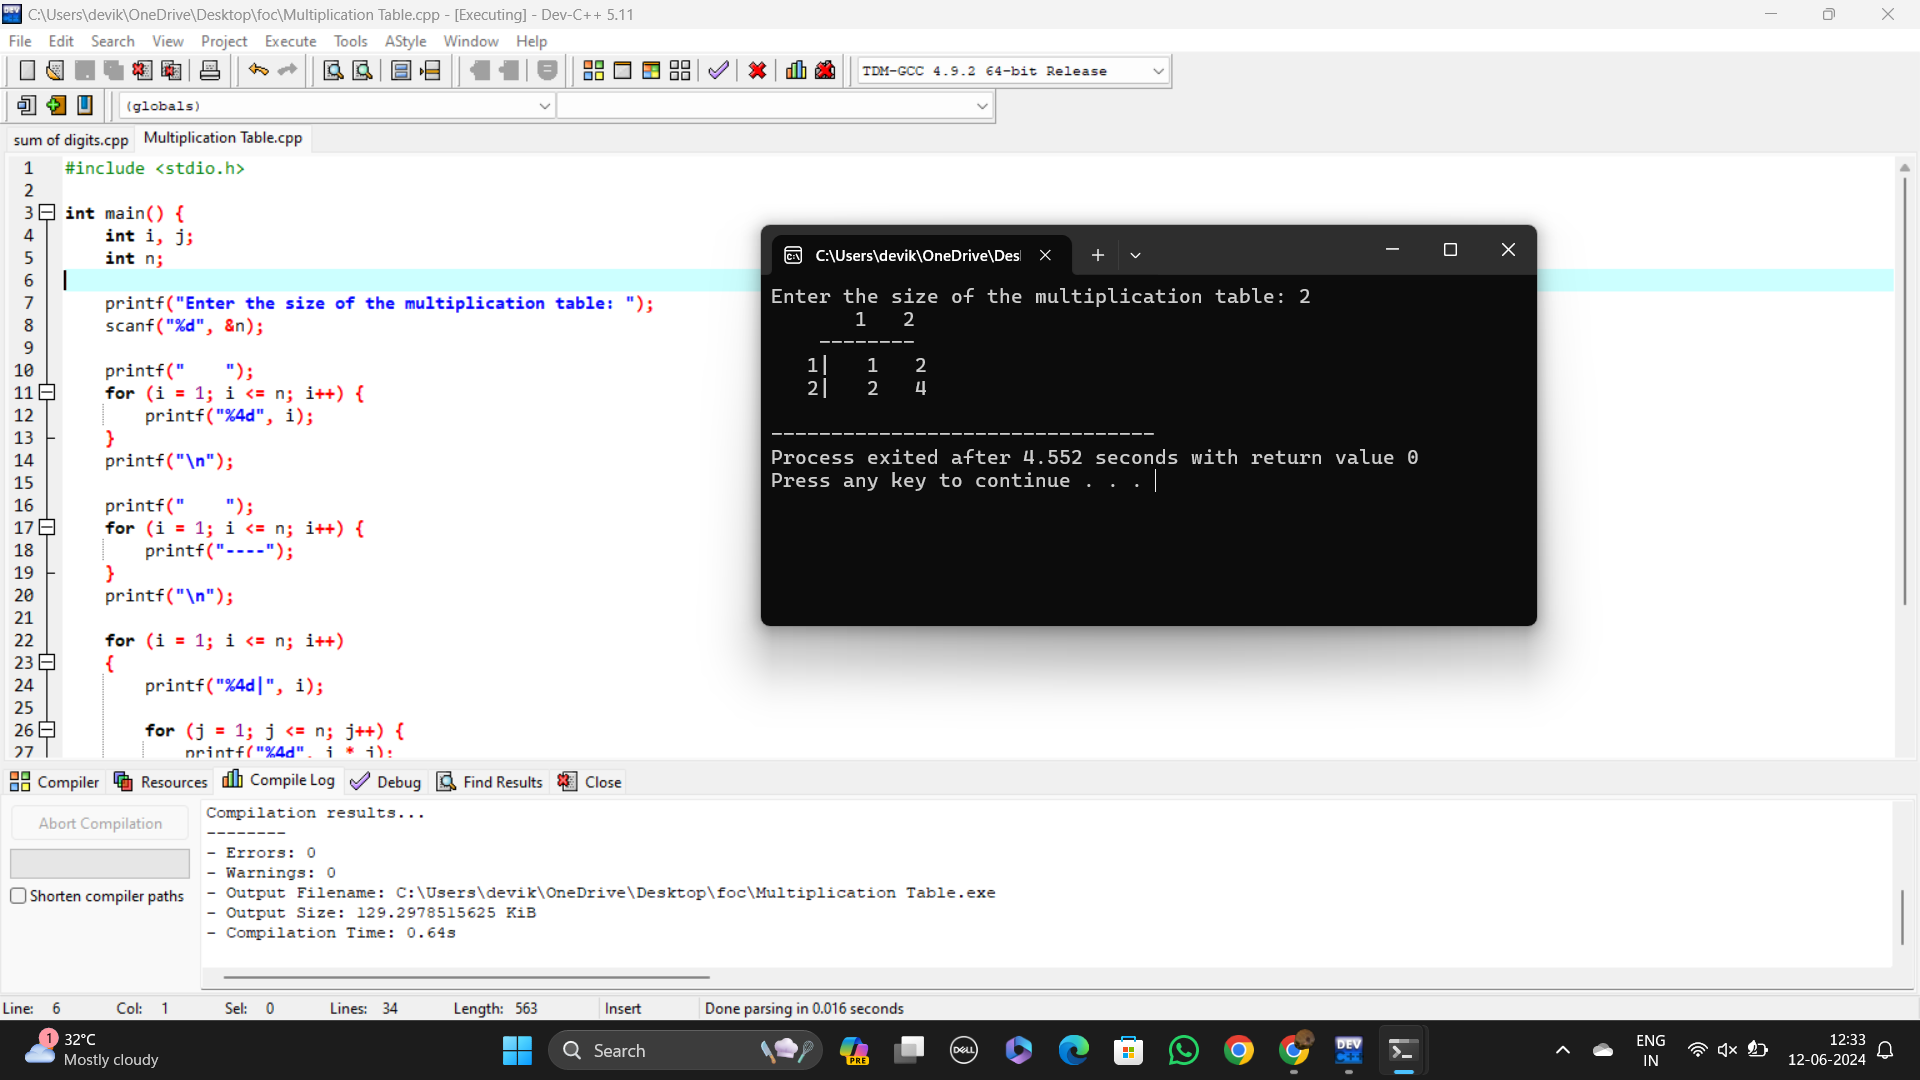 C:\Users\devik\OneDrive\Desktop\foc\Multiplication Table.cpp - [Executing] - Dev-C++ 5.11
File Edit Search View Project Execute Tools AStyle Window Help
TDM-GCC 4.9.2 64-bit Release
(globals)
sum of digits.cpp Multiplication Table.cpp
1 #include <stdio.h>
2
3 int main() {
4 int i, j;
5 int n;
6
7 printf("Enter the size of the multiplication table: ");
8 scanf("%d", &n);
9
10 printf("    ");
11 for (i = 1; i <= n; i++) {
12 printf("%4d", i);
13 }
14 printf("\n");
15
16 printf("    ");
17 for (i = 1; i <= n; i++) {
18 printf("----");
19 }
20 printf("\n");
21
22 for (i = 1; i <= n; i++)
23 {
24 printf("%4d|", i);
25
26 for (j = 1; j <= n; j++) {
27 printf("%4d", i * j);
C:\Users\devik\OneDrive\Des
Enter the size of the multiplication table: 2
1 2
--------
1| 1 2
2| 2 4
--------------------------------
Process exited after 4.552 seconds with return value 0
Press any key to continue . . .
Compiler Resources Compile Log Debug Find Results Close
Abort Compilation
Shorten compiler paths
Compilation results...
--------
- Errors: 0
- Warnings: 0
- Output Filename: C:\Users\devik\OneDrive\Desktop\foc\Multiplication Table.exe
- Output Size: 129.2978515625 KiB
- Compilation Time: 0.64s
Line: 6 Col: 1 Sel: 0 Lines: 34 Length: 563 Insert Done parsing in 0.016 seconds
1
32°C
Mostly cloudy
Search
PRE
DELL
DEV
C++
ENG
IN
12:33
12-06-2024